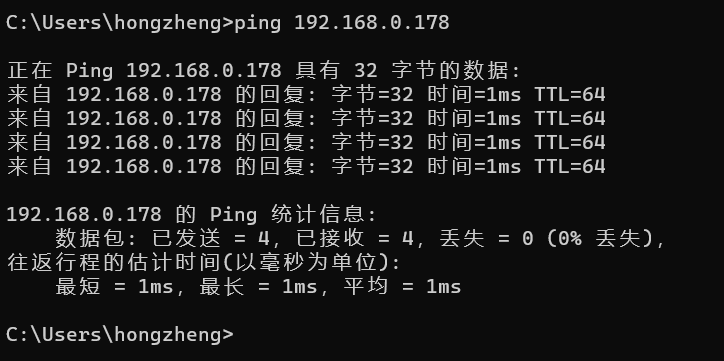 C:\Users\hongzheng>ping 192.168.0.178
正在 Ping 192.168.0.178 具有 32 字节的数据:
来自 192.168.0.178 的回复: 字节=32 时间=1ms TTL=64
来自 192.168.0.178 的回复: 字节=32 时间=1ms TTL=64
来自 192.168.0.178 的回复: 字节=32 时间=1ms TTL=64
来自 192.168.0.178 的回复: 字节=32 时间=1ms TTL=64
192.168.0.178 的 Ping 统计信息:
    数据包: 已发送 = 4, 已接收 = 4, 丢失 = 0 (0% 丢失),
往返行程的估计时间(以毫秒为单位):
    最短 = 1ms, 最长 = 1ms, 平均 = 1ms
C:\Users\hongzheng>